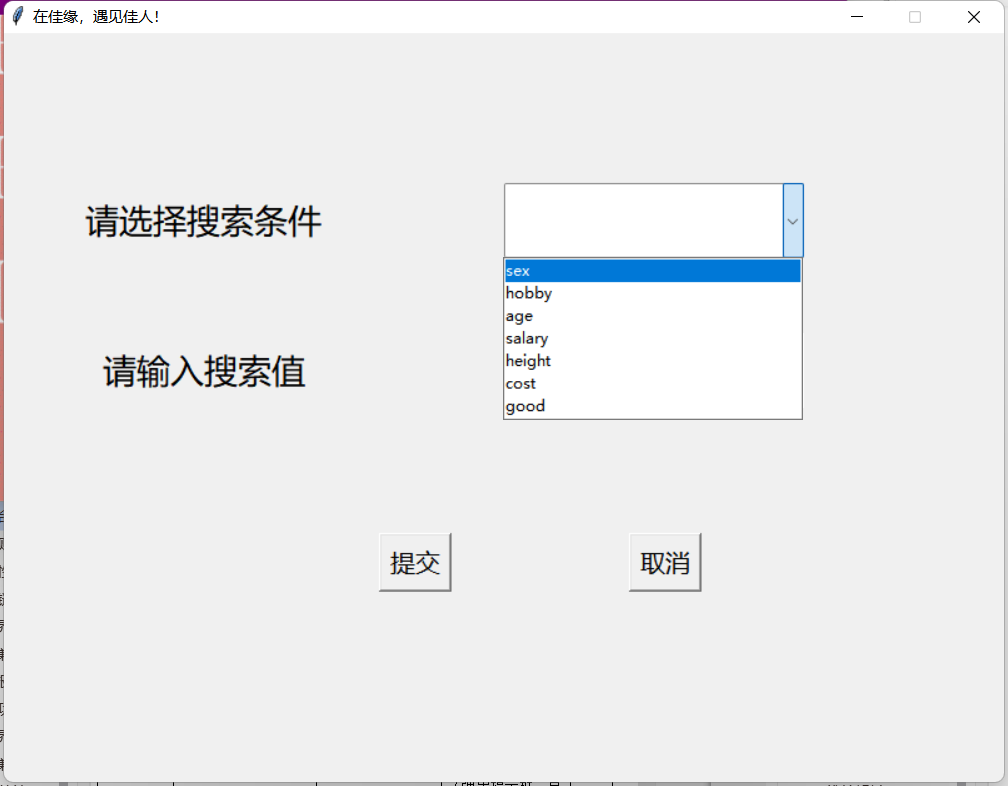 在佳缘，遇见佳人！
请选择搜索条件
sex
hobby
age
salary
height
cost
good
请输入搜索值
提交
取消